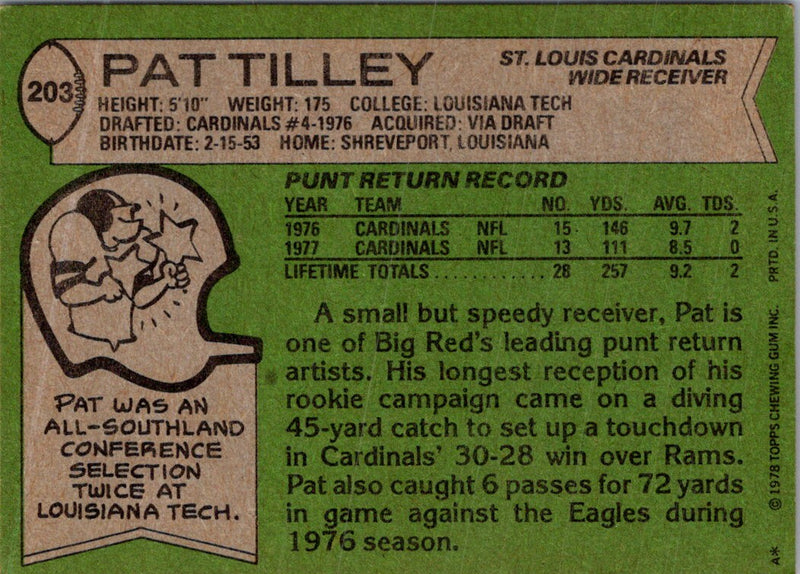 203
PAT TILLEY
ST. LOUIS CARDINALS
WIDE RECEIVER
HEIGHT: 5'10" WEIGHT: 175 COLLEGE: LOUISIANA TECH
DRAFTED: CARDINALS #4-1976 ACQUIRED: VIA DRAFT
BIRTHDATE: 2-15-53 HOME: SHREVEPORT, LOUISIANA
PUNT RETURN RECORD
YEAR TEAM NO. YDS. AVG. TDS.
1976 CARDINALS NFL 15 146 9.7 2
1977 CARDINALS NFL 13 111 8.5 0
LIFETIME TOTALS............ 28 257 9.2 2
A small but speedy receiver, Pat is
one of Big Red's leading punt return
artists. His longest reception of his
rookie campaign came on a diving
45-yard catch to set up a touchdown
in Cardinals' 30-28 win over Rams.
Pat also caught 6 passes for 72 yards
in game against the Eagles during
1976 season.
PAT WAS AN
ALL-SOUTHLAND
CONFERENCE
SELECTION
TWICE AT
LOUISIANA TECH.
A* © 1978 TOPPS CHEWING GUM INC. PRTD. IN U.S.A.